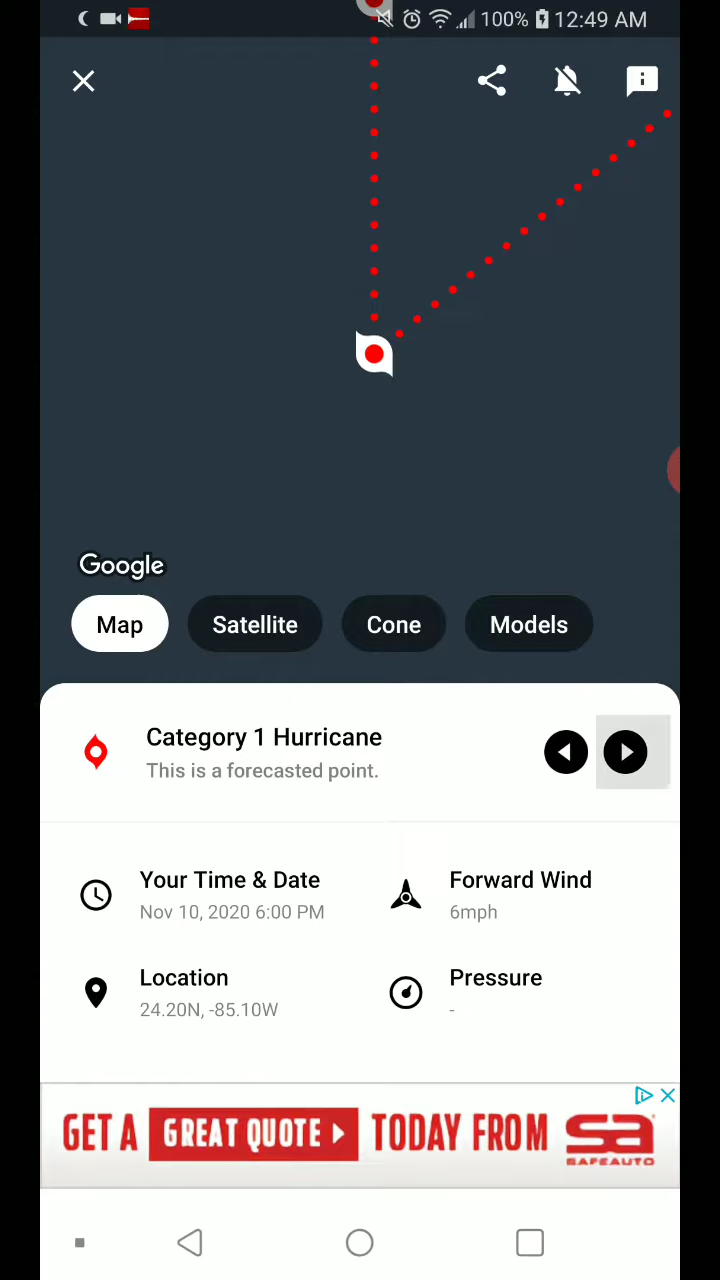 100% 12:49 AM
Google
Map Satellite Cone Models
Category 1 Hurricane
This is a forecasted point.
Your Time & Date Forward Wind
Nov 10, 2020 6:00 PM 6mph
Location Pressure
24.20N, -85.10W -
GET A GREAT QUOTE TODAY FROM sa
SAFEAUTO